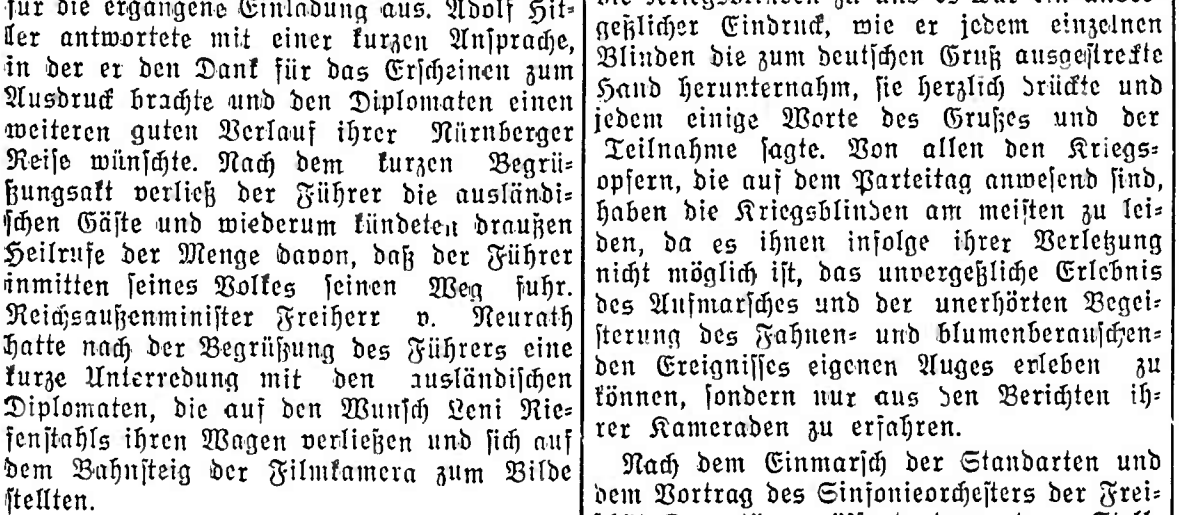 für die ergangene Einladung aus. Adolf Hit-
ler antwortete mit einer kurzen Ansprache,
in der er den Dank für das Erscheinen zum
Ausdruck brachte und den Diplomaten einen
weiteren guten Verlauf ihrer Nürnberger
Reise wünschte. Nach dem kurzen Begrü-
ßungsakt verließ der Führer die ausländi-
schen Gäste und wiederum kündeten draußen
Heilrufe der Menge davon, daß der Führer
inmitten seines Volkes seinen Weg fuhr.
Reichsaußenminister Freiherr v. Neurath
hatte nach der Begrüßung des Führers eine
kurze Unterredung mit den ausländischen
Diplomaten, die auf den Wunsch Leni Rie-
fenstahls ihren Wagen verließen und sich auf
dem Bahnsteig der Filmkamera zum Bilde
stellten.
geßlicher Eindruck, wie er jedem einzelnen
Blinden die zum deutschen Gruß ausgestreckte
Hand herunternahm, sie herzlich drückte und
jedem einige Worte des Grußes und der
Teilnahme sagte. Von allen den Kriegs-
opfern, die auf dem Parteitag anwesend sind,
haben die Kriegsblinden am meisten zu lei-
den, da es ihnen infolge ihrer Verletzung
nicht möglich ist, das unvergeßliche Erlebnis
des Aufmarsches und der unerhörten Begei-
sterung des Fahnen- und blumenberauschen-
den Ereignisses eigenen Auges erleben zu
können, sondern nur aus den Berichten ih-
rer Kameraden zu erfahren.
Nach dem Einmarsch der Standarten und
dem Vortrag des Sinfonieorchesters der Frei-